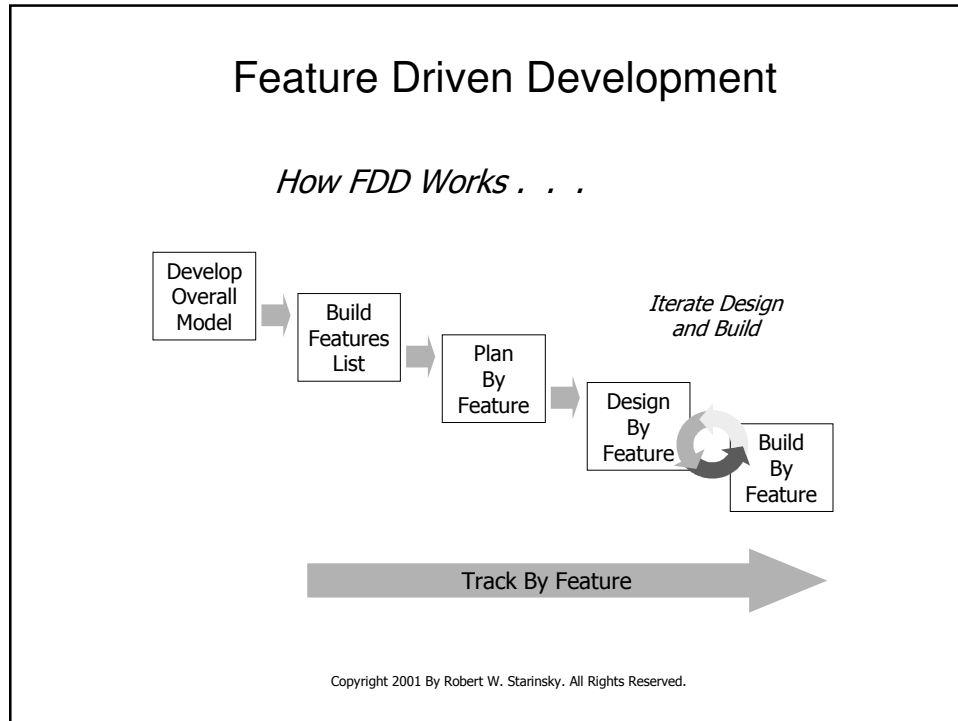 Feature Driven Development
How FDD Works . . .
Develop
Overall
Model
Build
Features
List
Plan
By
Feature
Iterate Design
and Build
Design
By
Feature
Build
By
Feature
Track By Feature
Copyright 2001 By Robert W. Starinsky. All Rights Reserved.